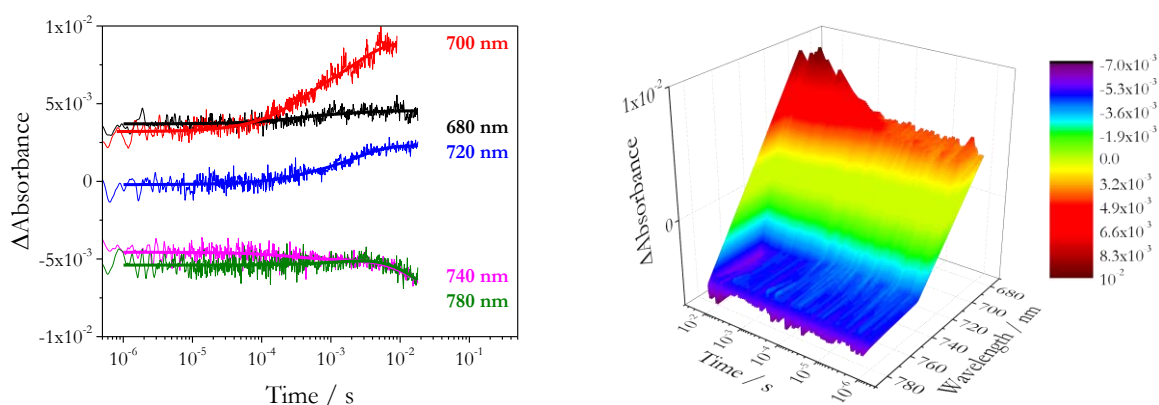 1x10⁻²
5x10⁻³
0
-5x10⁻³
-1x10⁻²
ΔAbsorbance
700 nm
680 nm
720 nm
740 nm
780 nm
10⁻⁶ 10⁻⁵ 10⁻⁴ 10⁻³ 10⁻² 10⁻¹
Time / s
1x10⁻²
0
ΔAbsorbance
10⁻² 10⁻³ 10⁻⁴ 10⁻⁵ 10⁻⁶
Time / s
680
700
720
740
760
780
Wavelength / nm
-7.0x10⁻³
-5.3x10⁻³
-3.6x10⁻³
-1.9x10⁻³
0.0
3.2x10⁻³
4.9x10⁻³
6.6x10⁻³
8.3x10⁻³
10⁻²